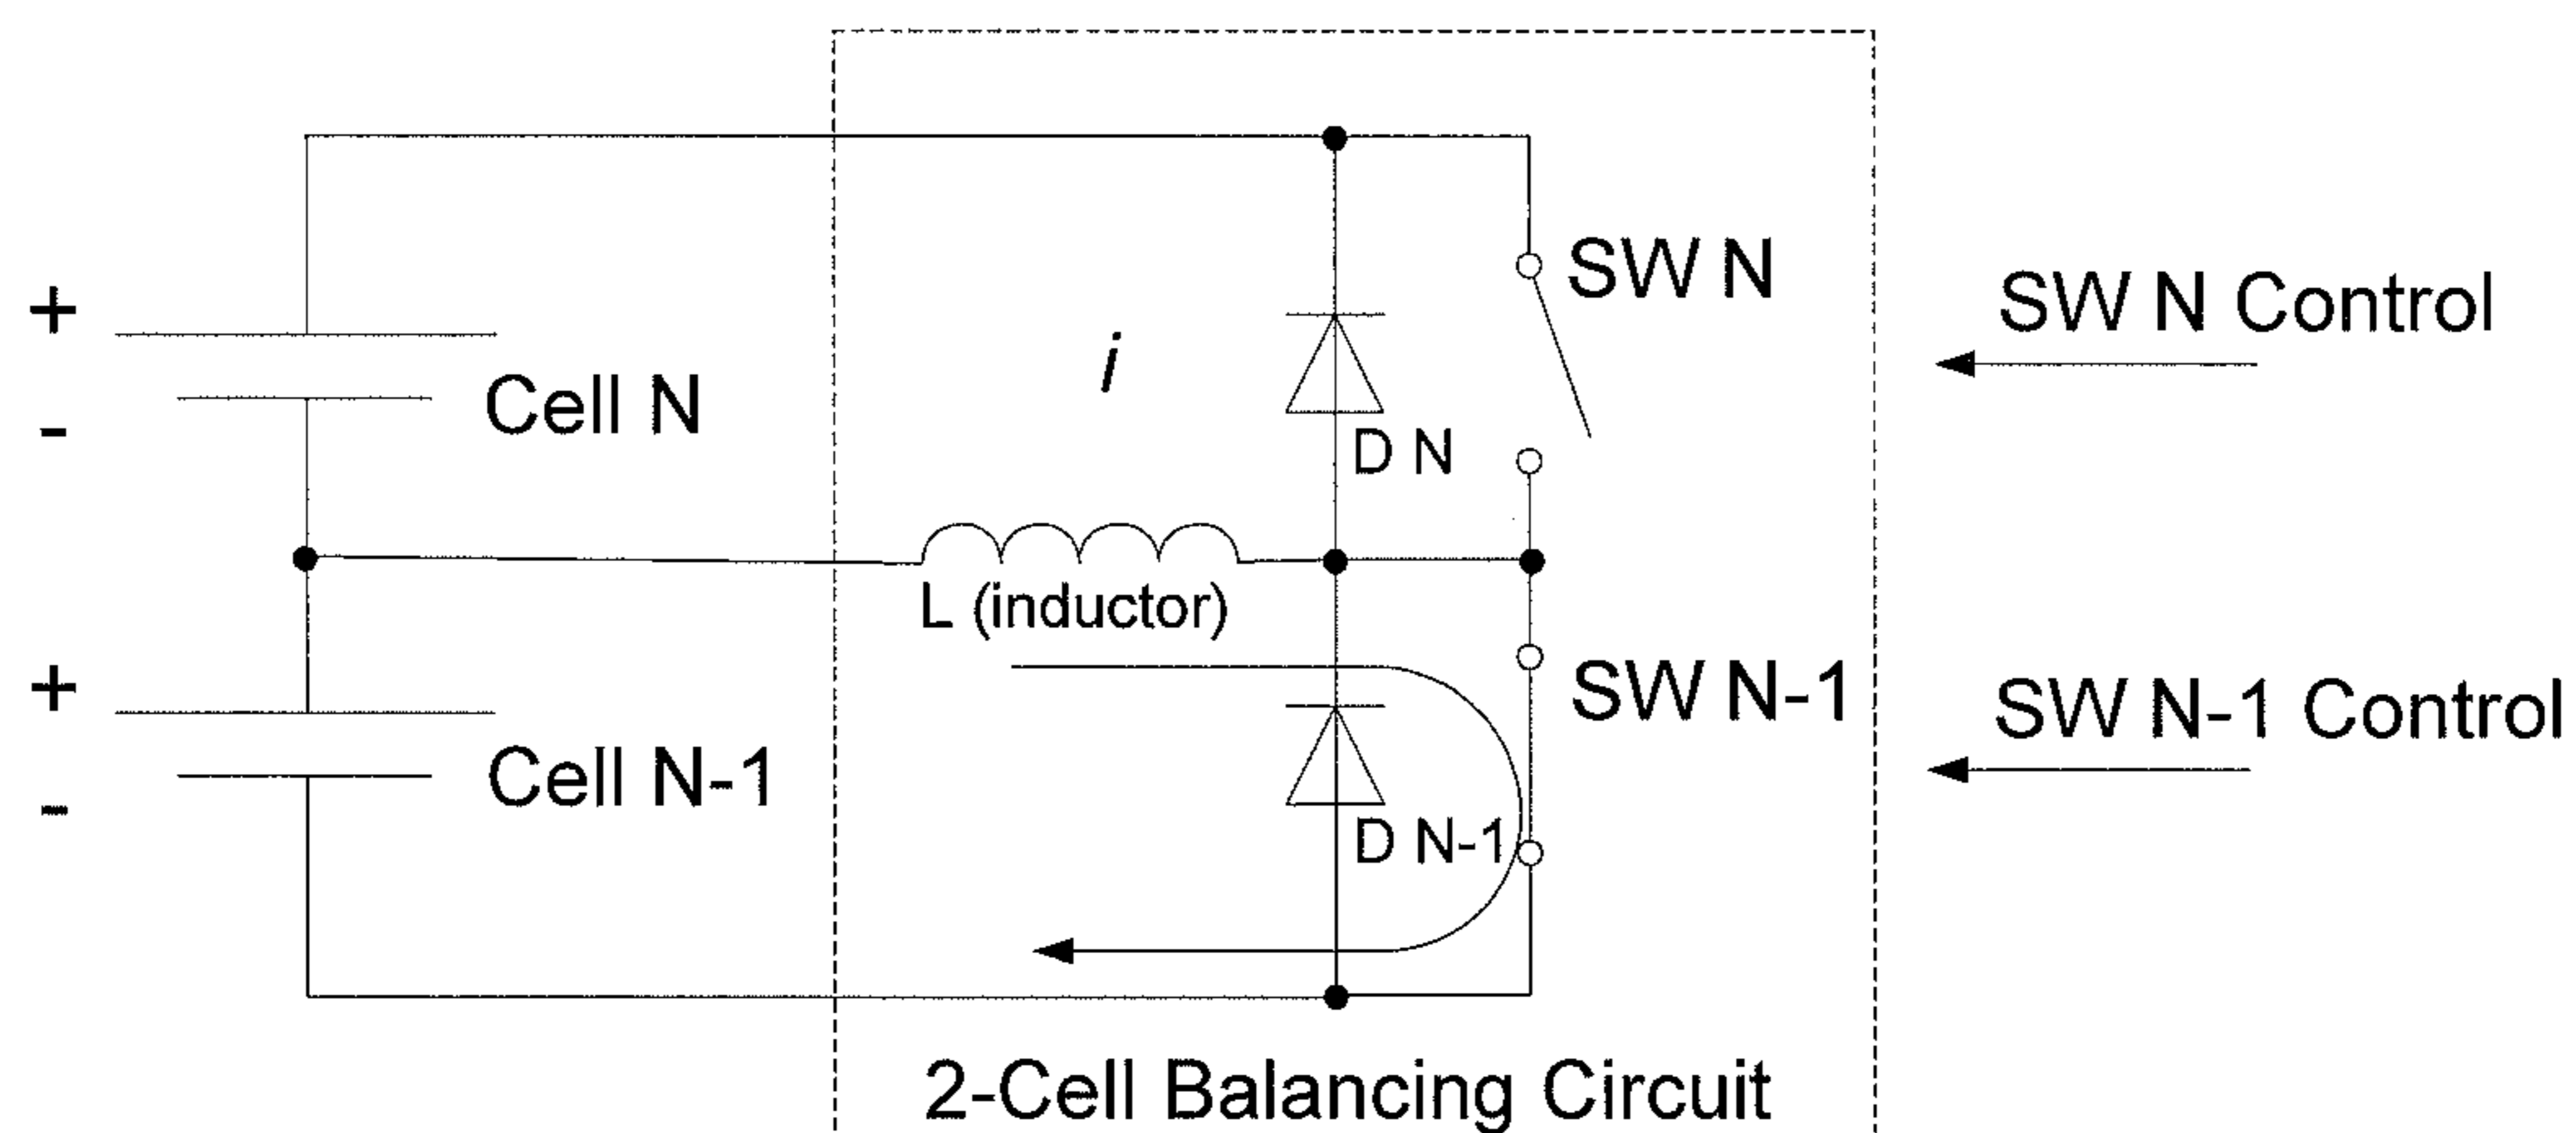 +
-
Cell N
i
D N
SW N
SW N Control
L (inductor)
+
-
Cell N-1
D N-1
SW N-1
SW N-1 Control
2-Cell Balancing Circuit